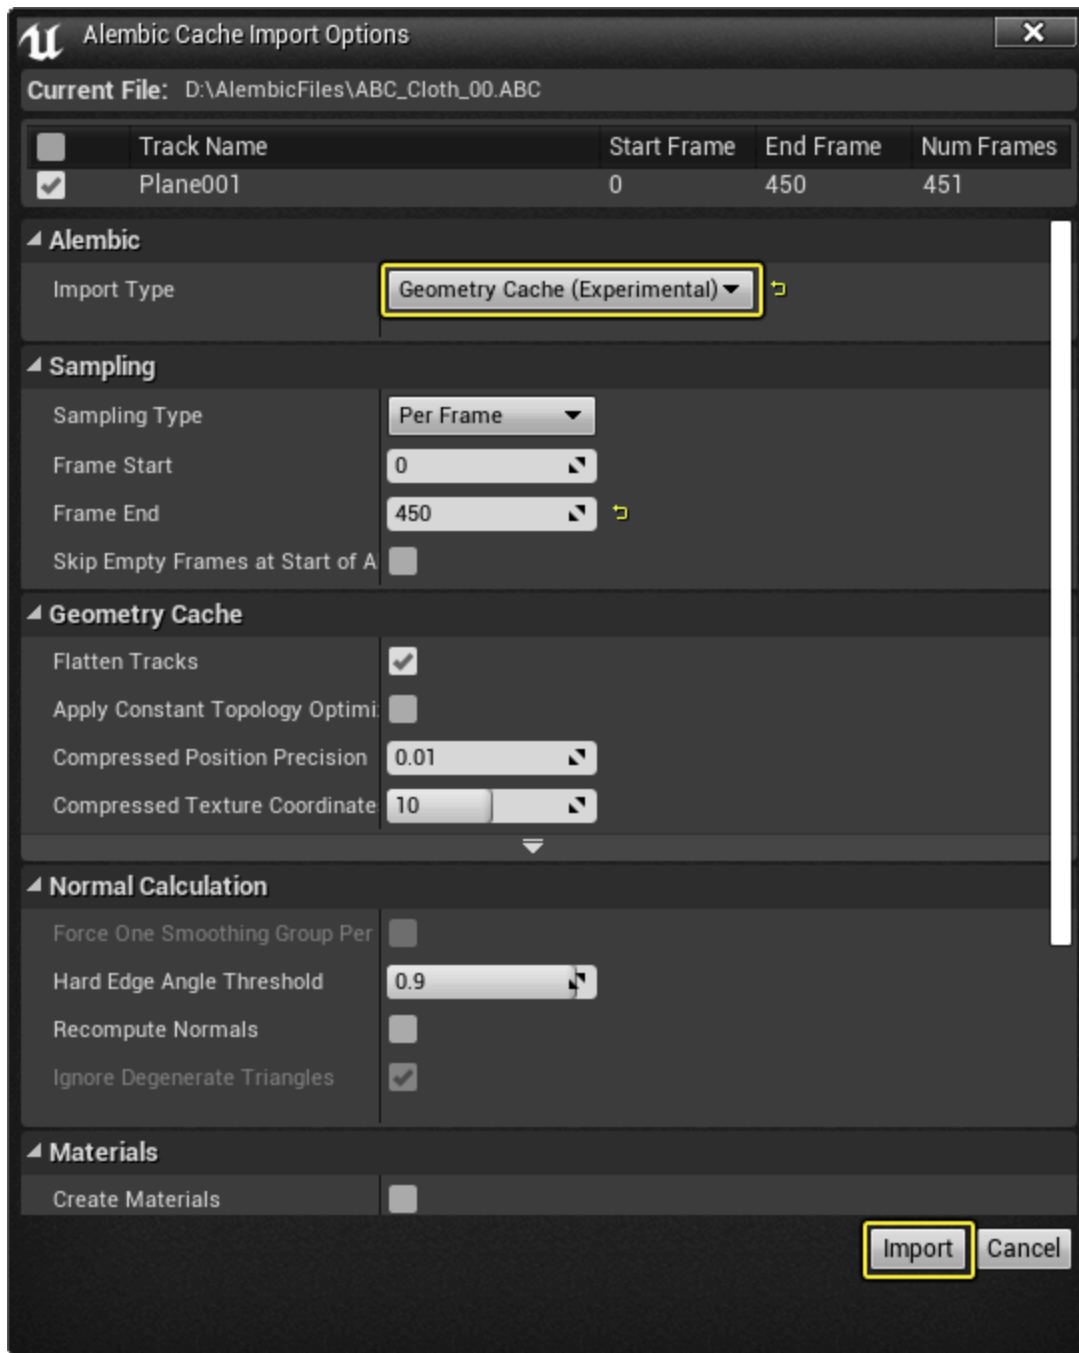 Alembic Cache Import Options
Current File: D:\AlembicFiles\ABC_Cloth_00.ABC
Track Name Start Frame End Frame Num Frames
Plane001 0 450 451
Alembic
Import Type Geometry Cache (Experimental)
Sampling
Sampling Type Per Frame
Frame Start 0
Frame End 450
Skip Empty Frames at Start of A
Geometry Cache
Flatten Tracks
Apply Constant Topology Optimi
Compressed Position Precision 0.01
Compressed Texture Coordinate 10
Normal Calculation
Force One Smoothing Group Per
Hard Edge Angle Threshold 0.9
Recompute Normals
Ignore Degenerate Triangles
Materials
Create Materials
Import Cancel